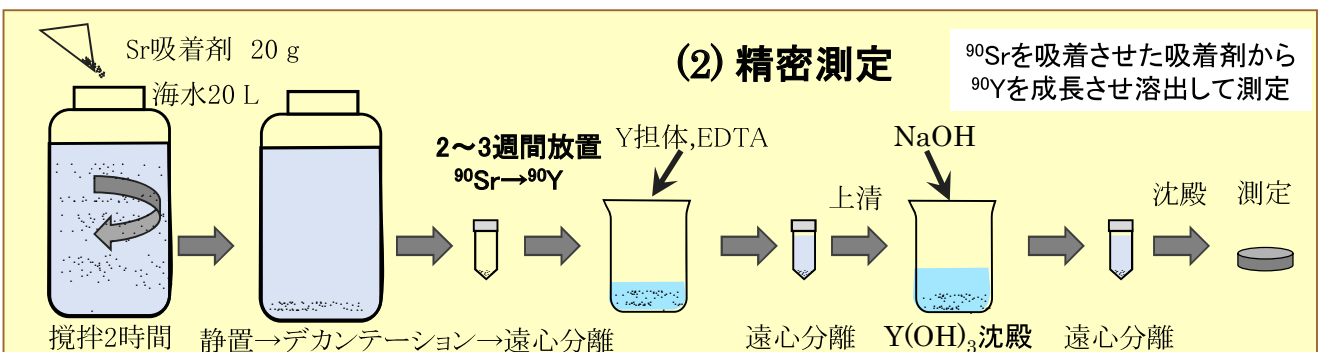 Sr吸着剤 20 g
海水20 L
(2) 精密測定
⁹⁰Srを吸着させた吸着剤から
⁹⁰Yを成長させ溶出して測定
2～3週間放置
⁹⁰Sr→⁹⁰Y
Y担体,EDTA
NaOH
上清
沈殿
測定
撹拌2時間
静置→デカンテーション→遠心分離
遠心分離
Y(OH)₃沈殿
遠心分離